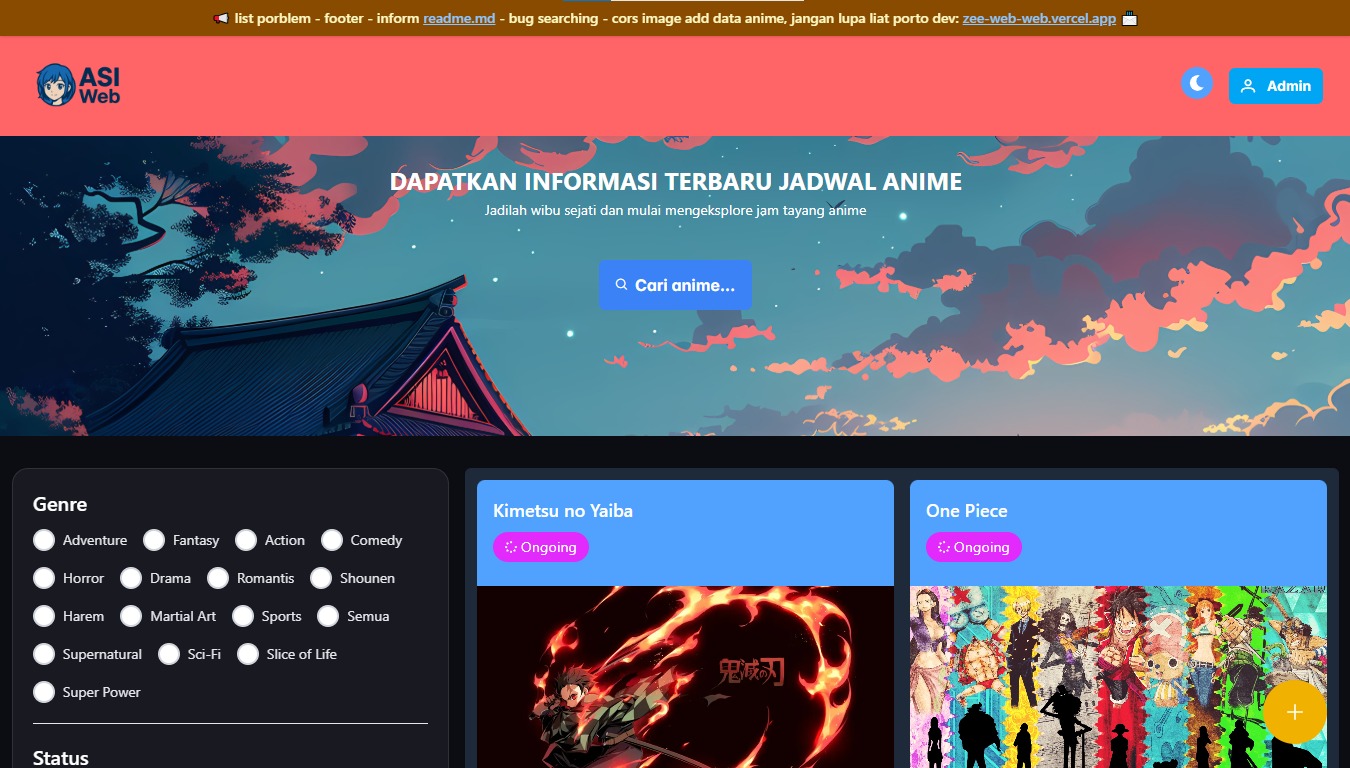 list porblem - footer - inform readme.md - bug searching - cors image add data anime, jangan lupa liat porto dev: zee-web-web.vercel.app
ASI
Web
Admin
DAPATKAN INFORMASI TERBARU JADWAL ANIME
Jadilah wibu sejati dan mulai mengeksplore jam tayang anime
Cari anime...
Genre
Adventure Fantasy Action Comedy
Horror Drama Romantis Shounen
Harem Martial Art Sports Semua
Supernatural Sci-Fi Slice of Life
Super Power
Status
Kimetsu no Yaiba
Ongoing
鬼滅の刃
One Piece
Ongoing